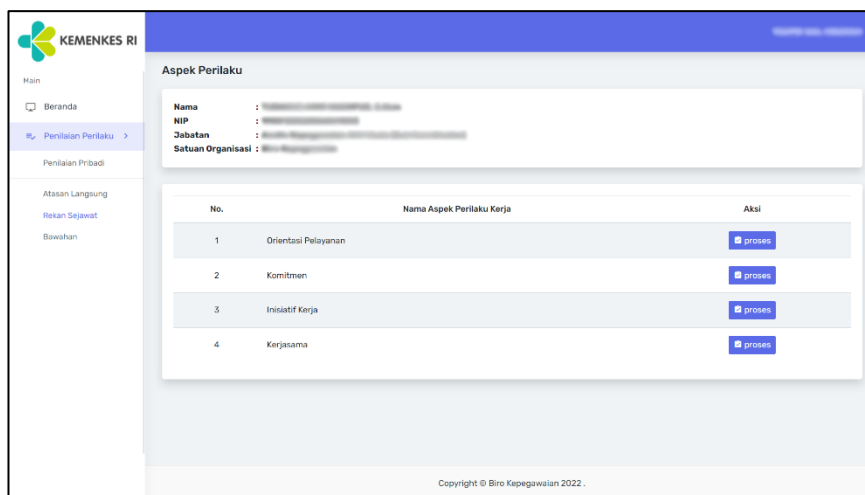 KEMENKES RI
Main
Beranda
Penilaian Perilaku >
Penilaian Pribadi
Atasan Langsung
Rekan Sejawat
Bawahan
Aspek Perilaku
Nama :
NIP :
Jabatan :
Satuan Organisasi :
No. Nama Aspek Perilaku Kerja Aksi
1 Orientasi Pelayanan proses
2 Komitmen proses
3 Inisiatif Kerja proses
4 Kerjasama proses
Copyright © Biro Kepegawaian 2022 .